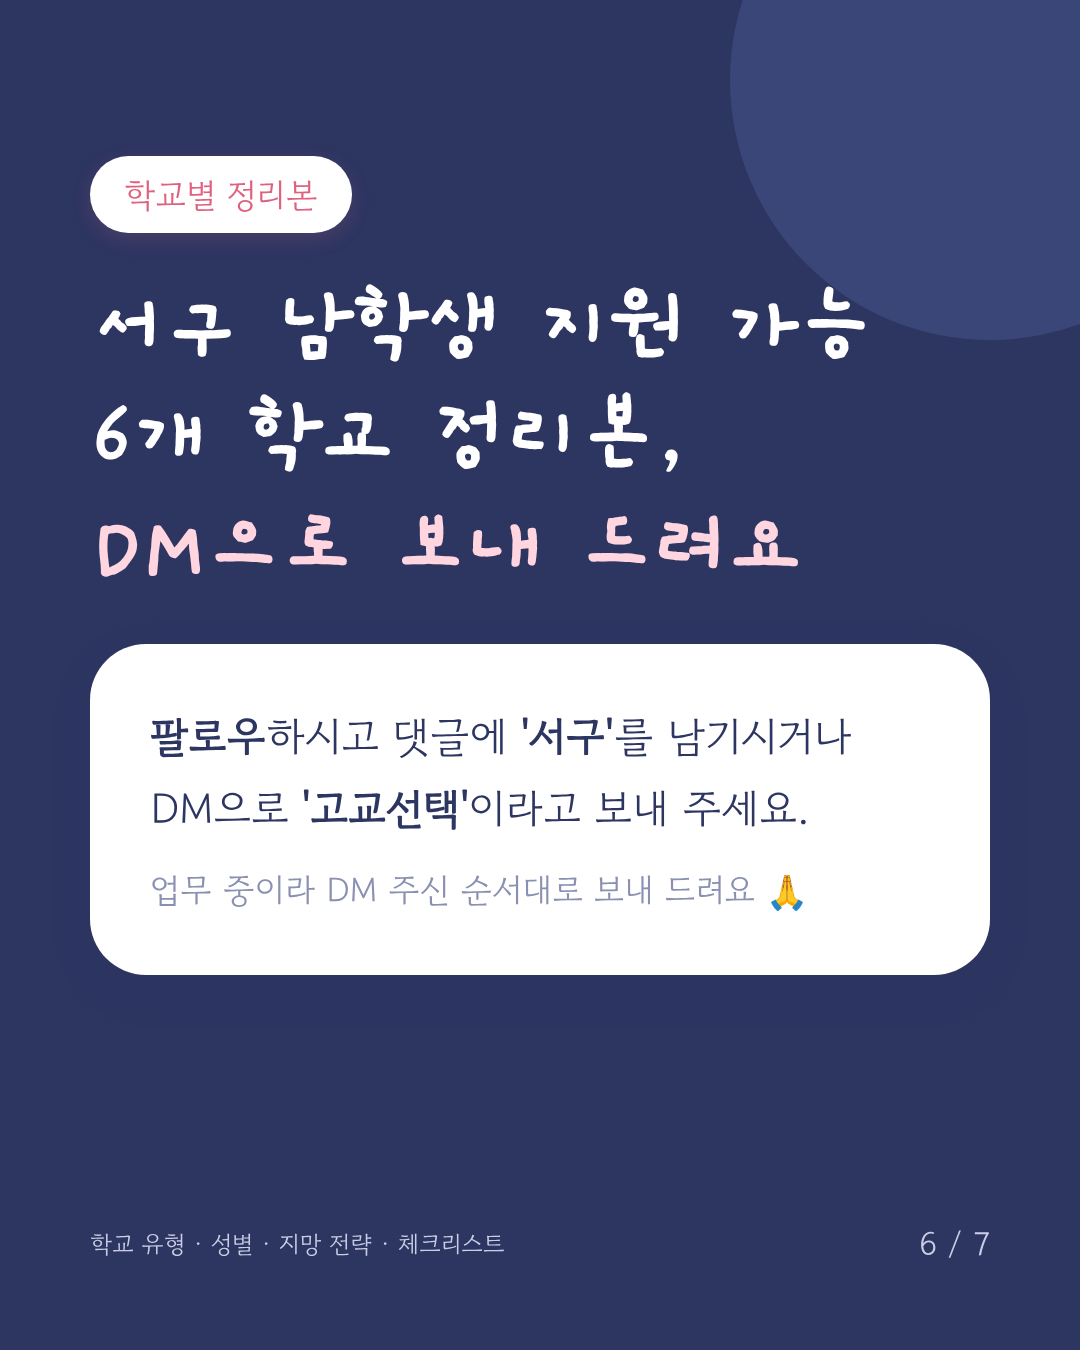 학교별 정리본
서구 남학생 지원 가능
6개 학교 정리본,
DM으로 보내 드려요
팔로우하시고 댓글에 '서구'를 남기시거나
DM으로 '고교선택'이라고 보내 주세요.
업무 중이라 DM 주신 순서대로 보내 드려요 🙏
학교 유형 · 성별 · 지망 전략 · 체크리스트
6 / 7